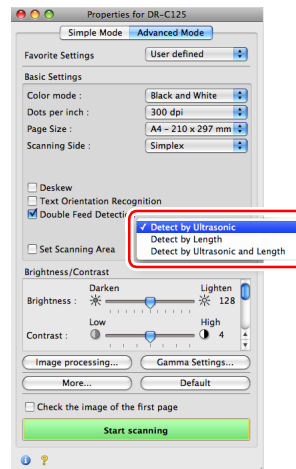 Properties for DR-C125
Simple Mode Advanced Mode
Favorite Settings User defined
Basic Settings
Color mode : Black and White
Dots per inch : 300 dpi
Page Size : A4 - 210 x 297 mm
Scanning Side : Simplex
Deskew
Text Orientation Recognition
Double Feed Detectio
✓ Detect by Ultrasonic
Detect by Length
Detect by Ultrasonic and Length
Set Scanning Area
Brightness/Contrast
Darken Lighten
Brightness : 128
Low High
Contrast : 4
Image processing... Gamma Settings...
More... Default
Check the image of the first page
Start scanning